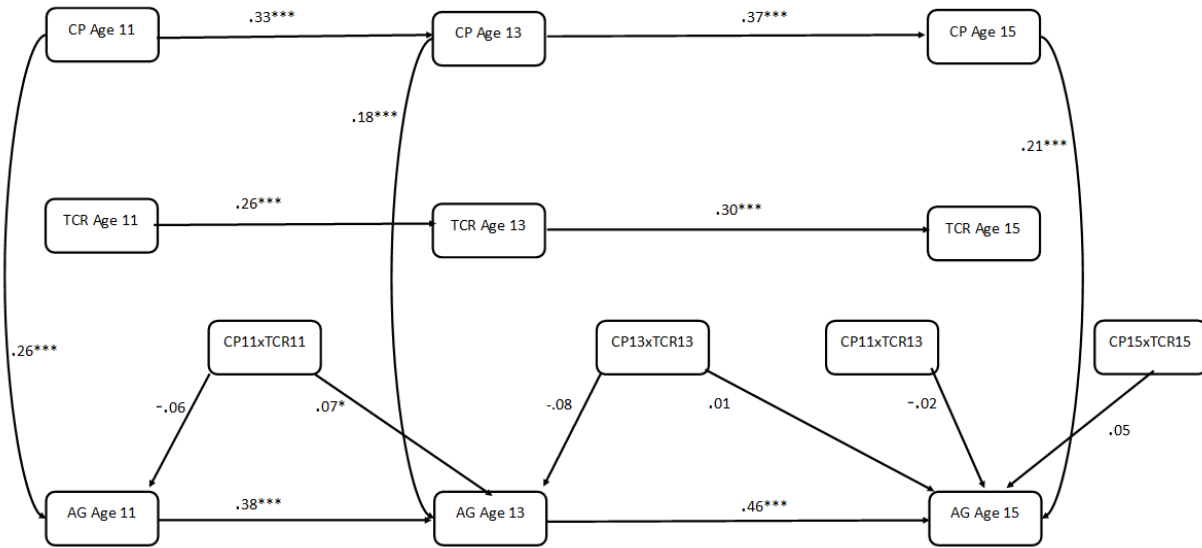 .33***
.37***
CP Age 11
CP Age 13
CP Age 15
.18***
.21***
.26***
.30***
TCR Age 11
TCR Age 13
TCR Age 15
CP11xTCR11
CP13xTCR13
CP11xTCR13
CP15xTCR15
.26***
-.06
.07*
-.08
.01
-.02
.05
.38***
.46***
AG Age 11
AG Age 13
AG Age 15